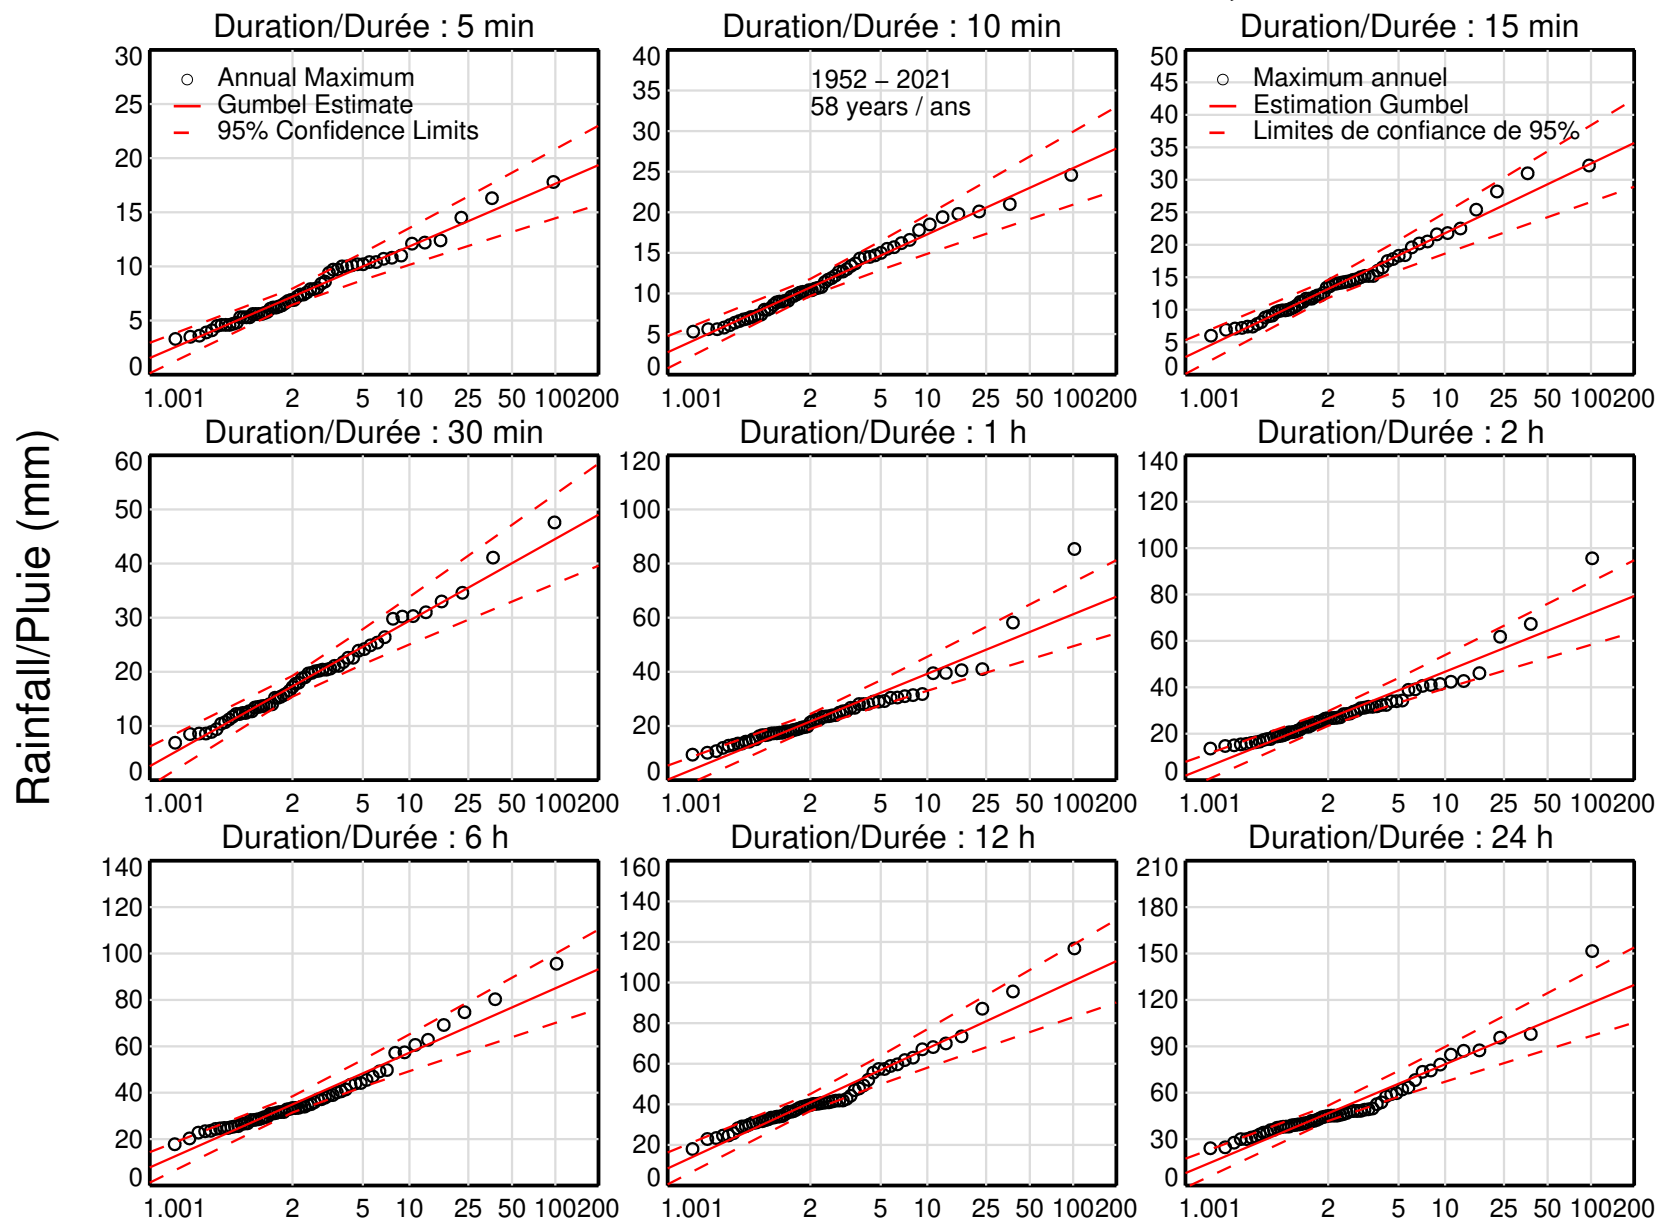 Duration/Durée : 5 min
30
25
20
15
10
5
0
Annual Maximum
Gumbel Estimate
95% Confidence Limits
1.001 2 5 10 25 50 100200
Duration/Durée : 10 min
40
35
30
25
20
15
10
5
0
1952 – 2021
58 years / ans
1.001 2 5 10 25 50 100200
Duration/Durée : 15 min
50
45
40
35
30
25
20
15
10
5
0
Maximum annuel
Estimation Gumbel
Limites de confiance de 95%
1.001 2 5 10 25 50 100200
Rainfall/Pluie (mm)
Duration/Durée : 30 min
60
50
40
30
20
10
0
1.001 2 5 10 25 50 100200
Duration/Durée : 1 h
120
100
80
60
40
20
0
1.001 2 5 10 25 50 100200
Duration/Durée : 2 h
140
120
100
80
60
40
20
0
1.001 2 5 10 25 50 100200
Duration/Durée : 6 h
140
120
100
80
60
40
20
0
1.001 2 5 10 25 50 100200
Duration/Durée : 12 h
160
140
120
100
80
60
40
20
0
1.001 2 5 10 25 50 100200
Duration/Durée : 24 h
210
180
150
120
90
60
30
0
1.001 2 5 10 25 50 100200